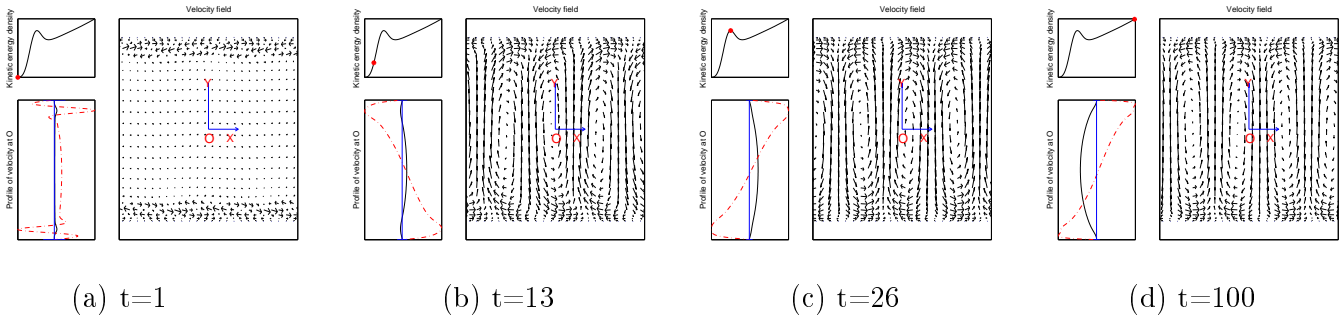 Velocity field
Kinetic energy density
Profile of velocity at O
Y
O X
(a) t=1
Velocity field
Kinetic energy density
Profile of velocity at O
Y
O X
(b) t=13
Velocity field
Kinetic energy density
Profile of velocity at O
Y
O X
(c) t=26
Velocity field
Kinetic energy density
Profile of velocity at O
Y
O X
(d) t=100